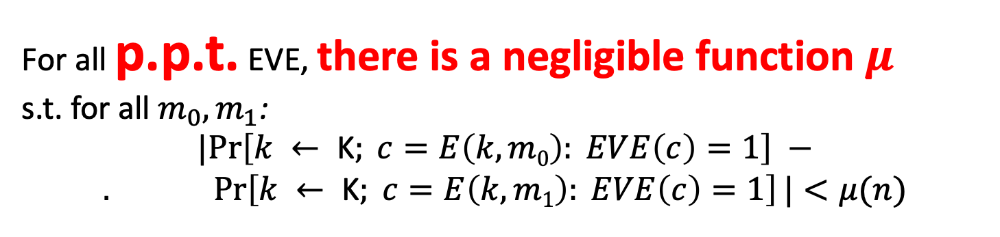 For all p.p.t. EVE, there is a negligible function μ
s.t. for all m₀, m₁:
|Pr[k ← K; c = E(k, m₀): EVE(c) = 1] −
. Pr[k ← K; c = E(k, m₁): EVE(c) = 1]| < μ(n)